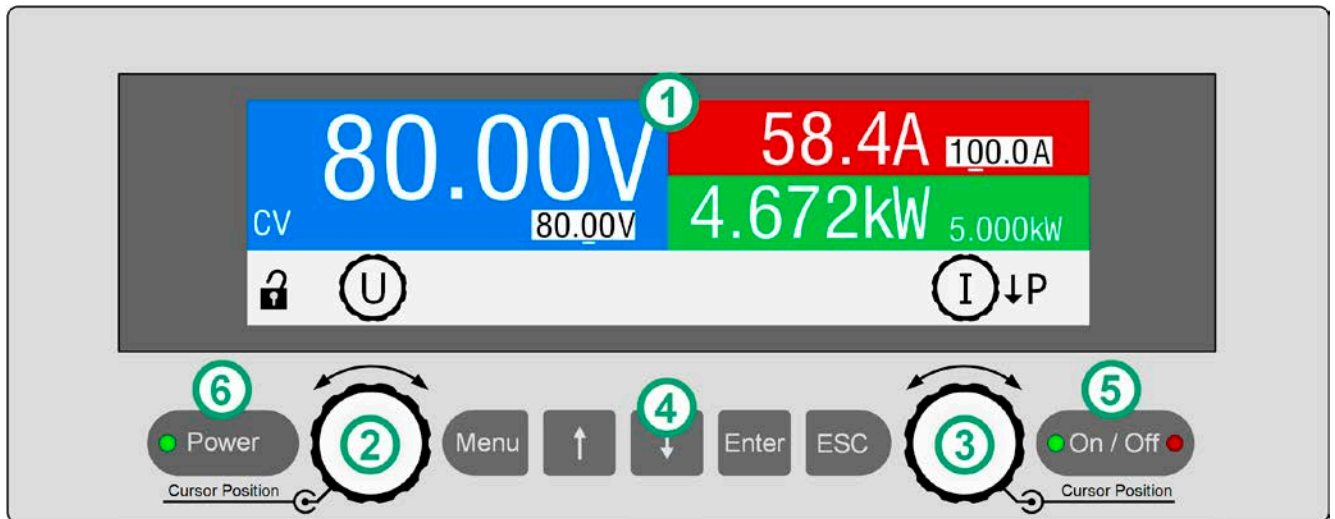 1
80.00V
58.4A 100.0A
CV 80.00V
4.672kW 5.000kW
U I ↓P
6 4 5
Power 2 Menu ↑ ↓ Enter ESC 3 On / Off
Cursor Position Cursor Position